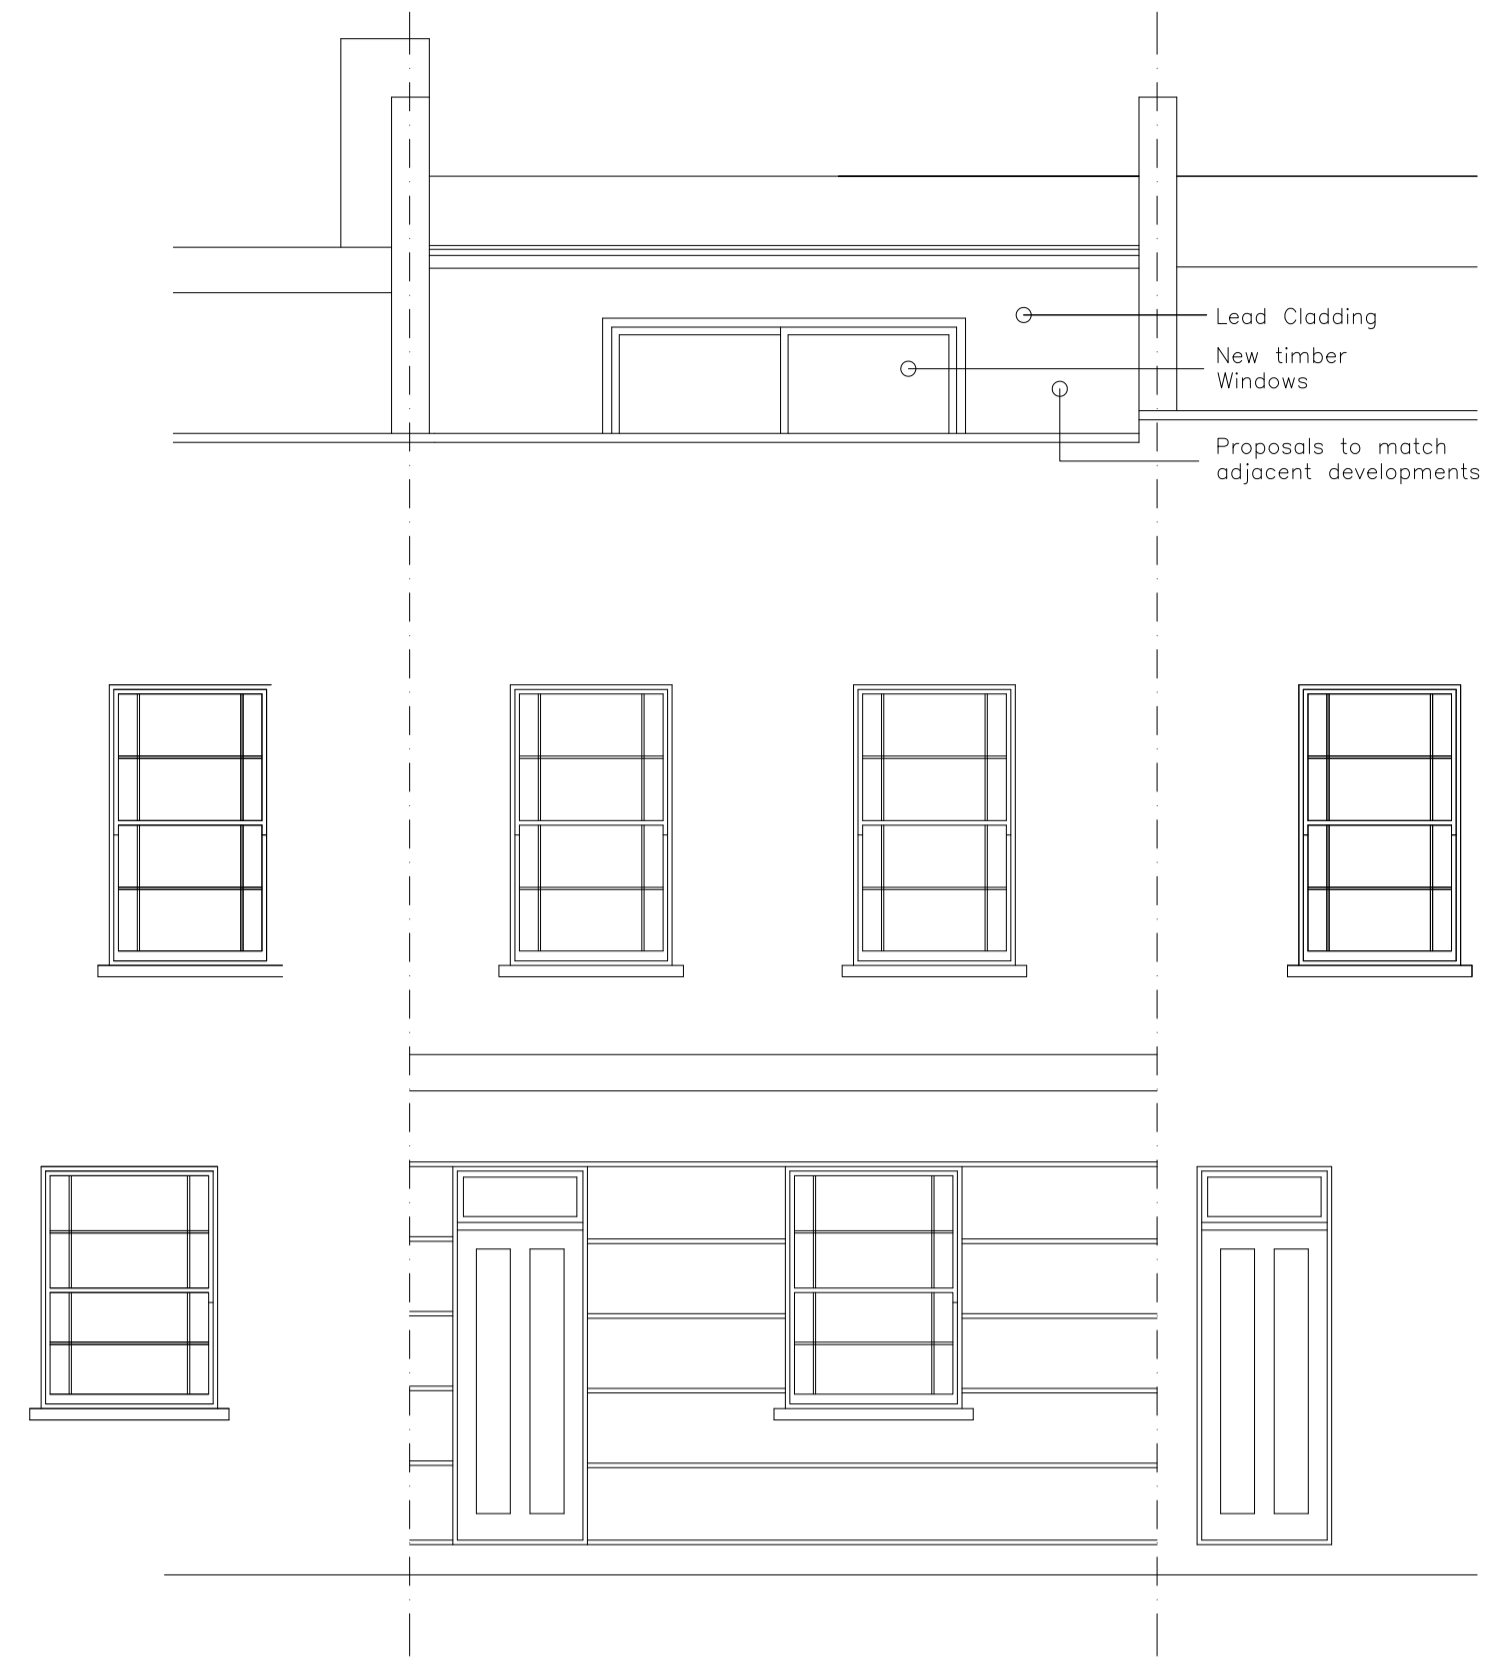 Lead Cladding
New timber
Windows
Proposals to match
adjacent developments